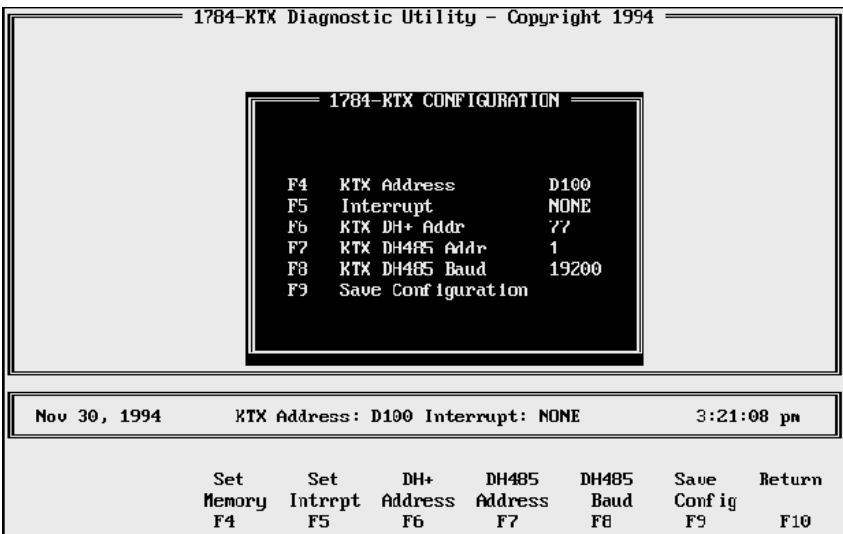 1784-KTX Diagnostic Utility - Copyright 1994
1784-KTX CONFIGURATION
F4 KTX Address D100
F5 Interrupt NONE
F6 KTX DH+ Addr 77
F7 KTX DH485 Addr 1
F8 KTX DH485 Baud 19200
F9 Save Configuration
Nov 30, 1994 KTX Address: D100 Interrupt: NONE 3:21:08 pm
Set Set DH+ DH485 DH485 Save Return
Memory Intrrpt Address Address Baud Config
F4 F5 F6 F7 F8 F9 F10